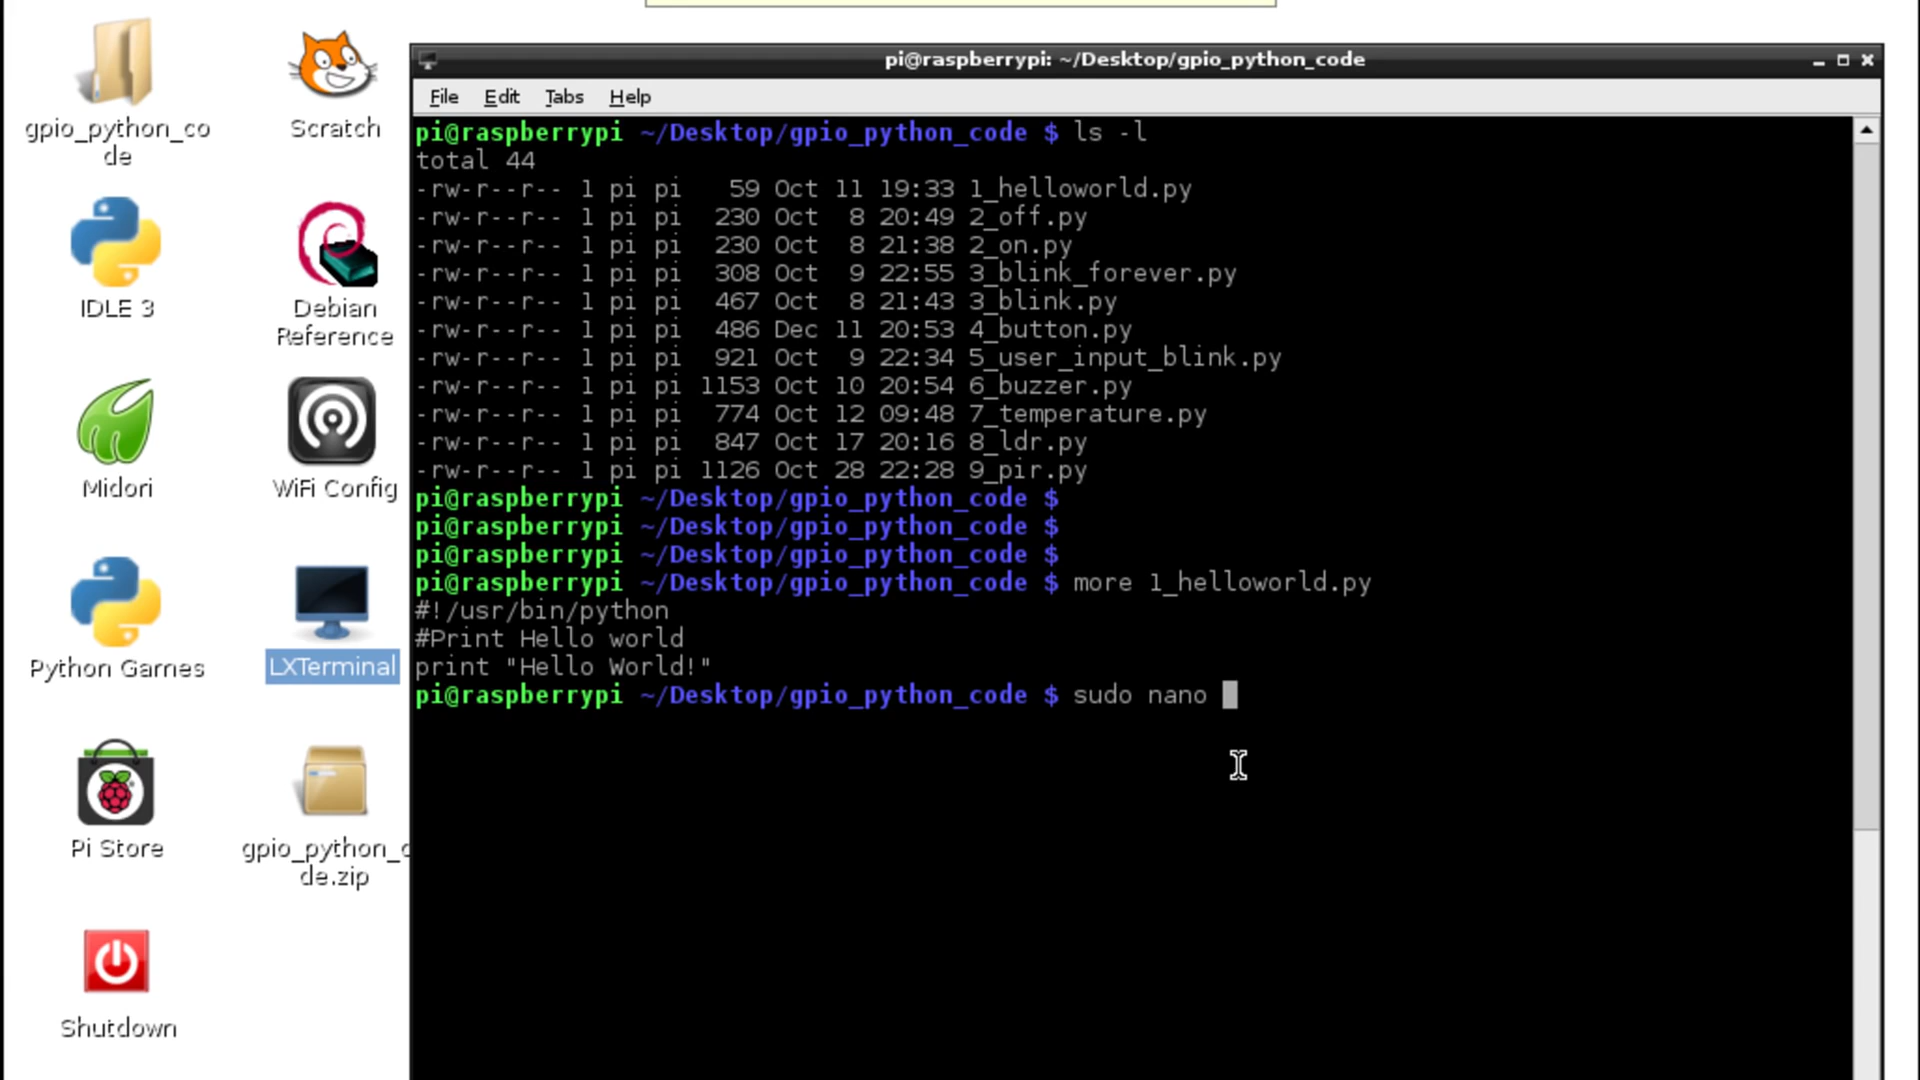 gpio_python_co
de
Scratch
IDLE 3
Debian
Reference
Midori
WiFi Config
Python Games
LXTerminal
Pi Store
gpio_python_c
de.zip
Shutdown
pi@raspberrypi: ~/Desktop/gpio_python_code
File Edit Tabs Help
pi@raspberrypi ~/Desktop/gpio_python_code $ ls -l
total 44
-rw-r--r-- 1 pi pi   59 Oct 11 19:33 1_helloworld.py
-rw-r--r-- 1 pi pi  230 Oct  8 20:49 2_off.py
-rw-r--r-- 1 pi pi  230 Oct  8 21:38 2_on.py
-rw-r--r-- 1 pi pi  308 Oct  9 22:55 3_blink_forever.py
-rw-r--r-- 1 pi pi  467 Oct  8 21:43 3_blink.py
-rw-r--r-- 1 pi pi  486 Dec 11 20:53 4_button.py
-rw-r--r-- 1 pi pi  921 Oct  9 22:34 5_user_input_blink.py
-rw-r--r-- 1 pi pi 1153 Oct 10 20:54 6_buzzer.py
-rw-r--r-- 1 pi pi  774 Oct 12 09:48 7_temperature.py
-rw-r--r-- 1 pi pi  847 Oct 17 20:16 8_ldr.py
-rw-r--r-- 1 pi pi 1126 Oct 28 22:28 9_pir.py
pi@raspberrypi ~/Desktop/gpio_python_code $
pi@raspberrypi ~/Desktop/gpio_python_code $
pi@raspberrypi ~/Desktop/gpio_python_code $
pi@raspberrypi ~/Desktop/gpio_python_code $ more 1_helloworld.py
#!/usr/bin/python
#Print Hello world
print "Hello World!"
pi@raspberrypi ~/Desktop/gpio_python_code $ sudo nano